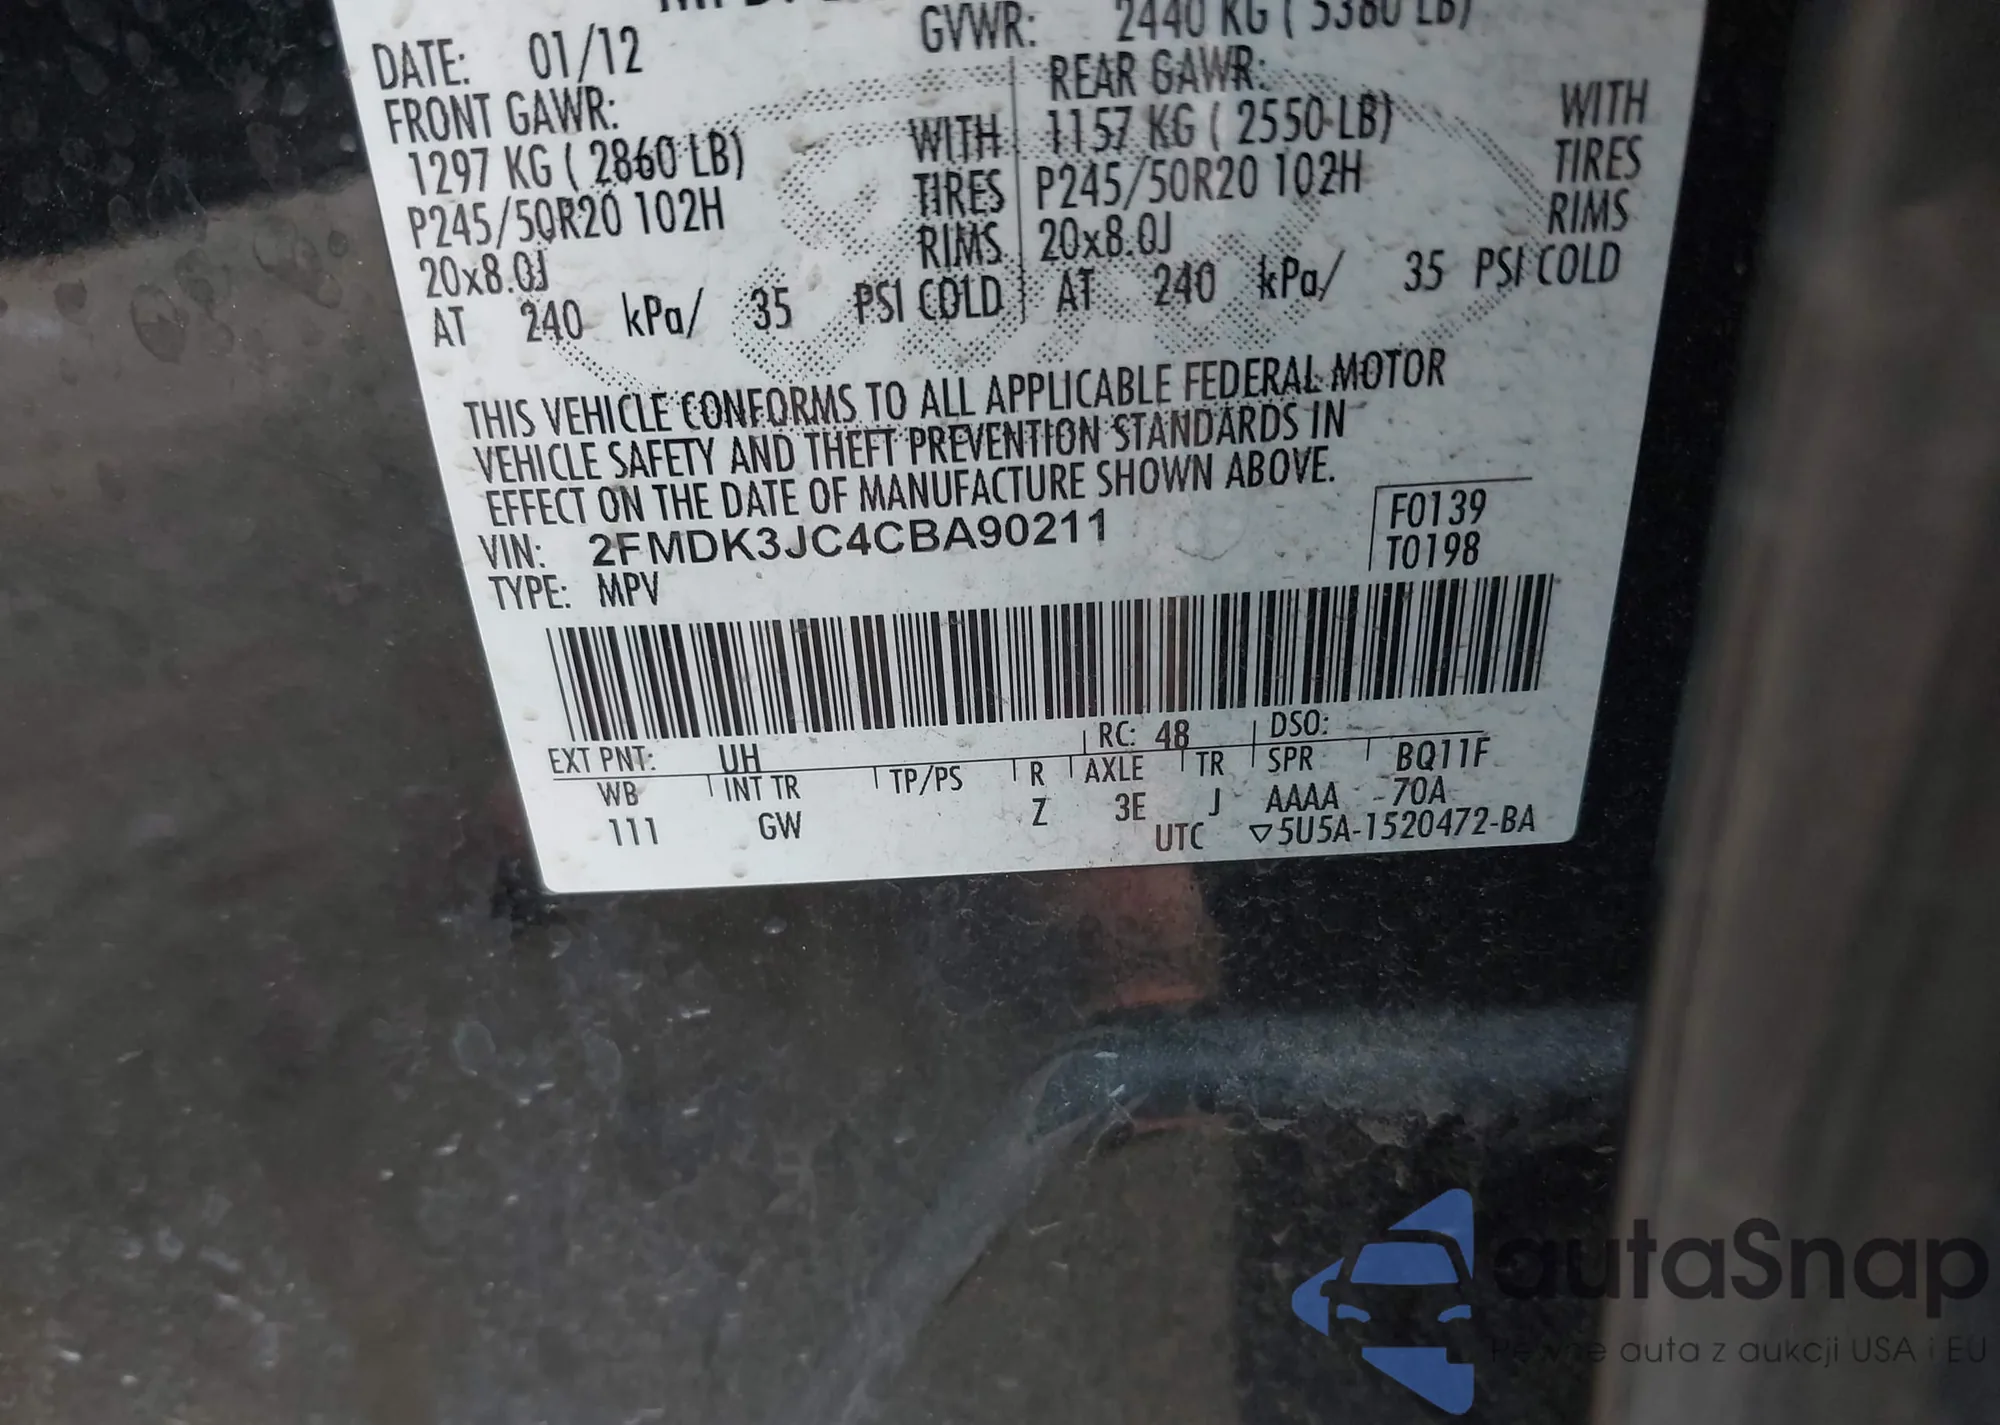 DATE: 01/12 GVWR: 2440 KG ( 5380 LB)
FRONT GAWR: REAR GAWR:
1297 KG ( 2860 LB) WITH 1157 KG ( 2550 LB) WITH
P245/50R20 102H TIRES P245/50R20 102H TIRES
20x8.0J RIMS 20x8.0J RIMS
AT 240 kPa/ 35 PSI COLD AT 240 kPa/ 35 PSI COLD
THIS VEHICLE CONFORMS TO ALL APPLICABLE FEDERAL MOTOR
VEHICLE SAFETY AND THEFT PREVENTION STANDARDS IN
EFFECT ON THE DATE OF MANUFACTURE SHOWN ABOVE.
VIN: 2FMDK3JC4CBA90211 F0139
TYPE: MPV T0198
EXT PNT: UH RC: 48 DSO:
WB INT TR TP/PS R AXLE TR SPR BQ11F
111 GW Z 3E J AAAA -70A
UTC ▽5U5A-1520472-BA
autaSnap
Pewne auta z aukcji USA i EU